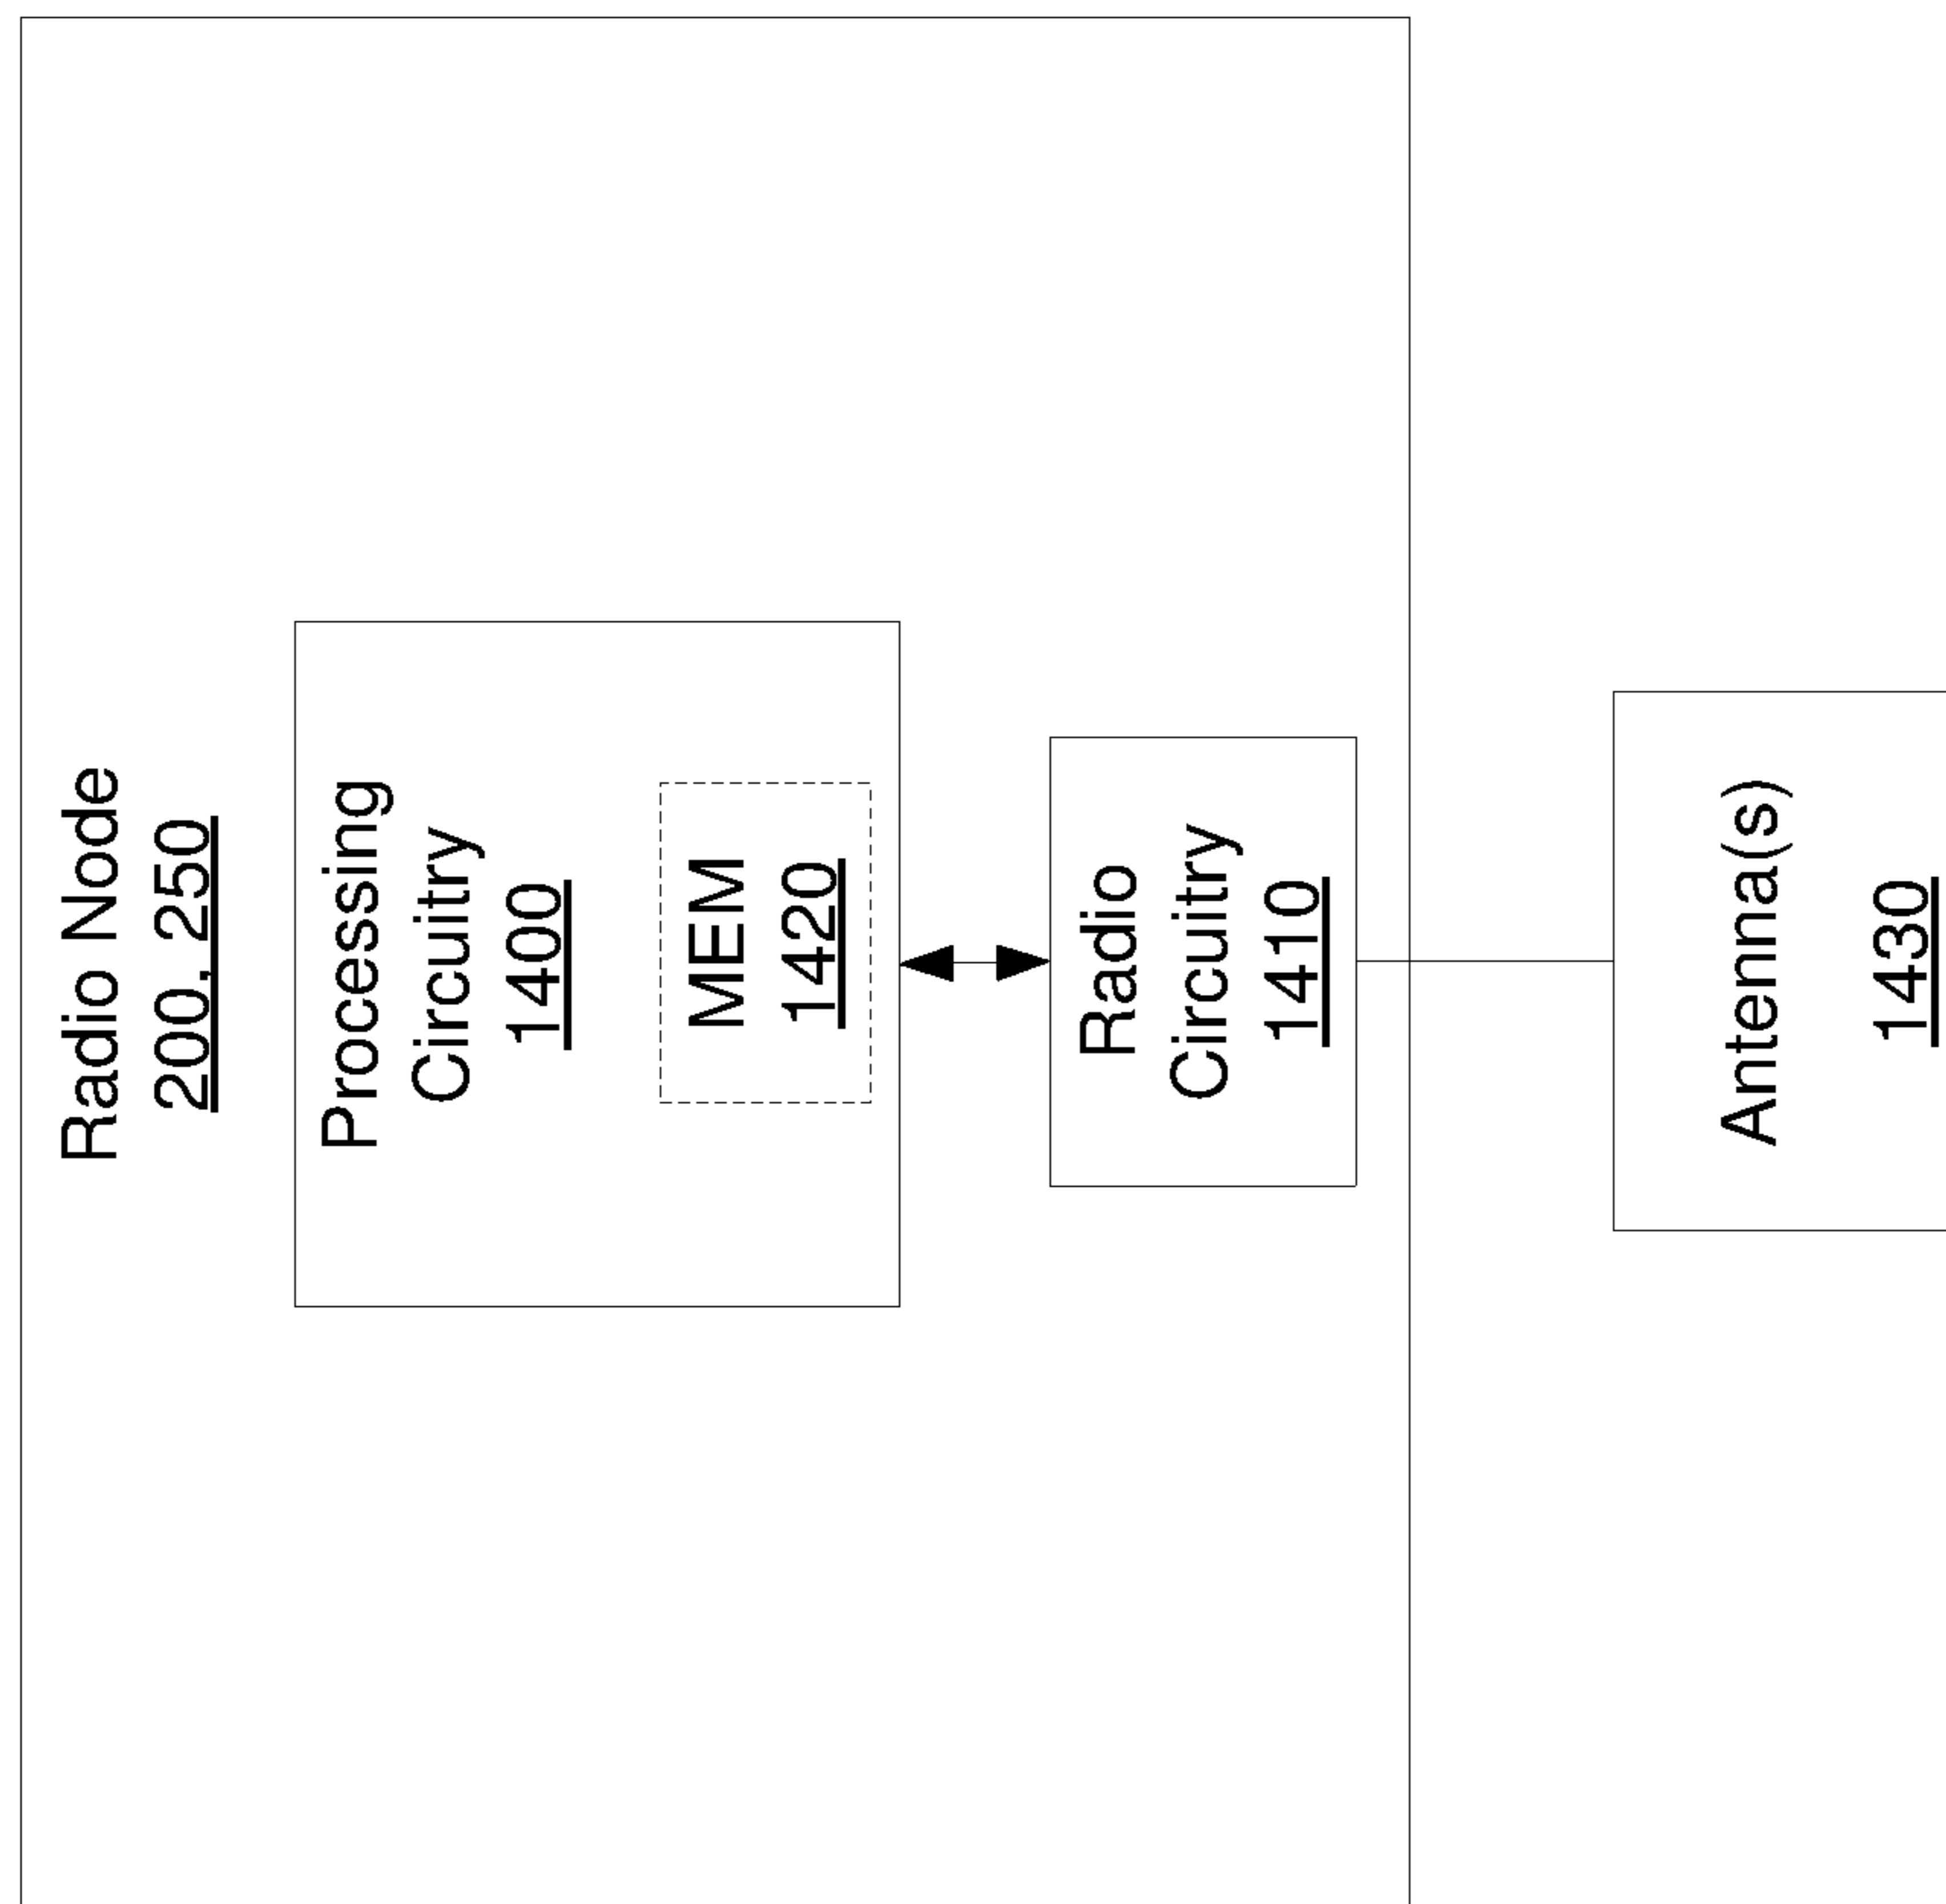 Radio Node
200, 250
Processing
Circuitry
1400
MEM
1420
Radio
Circuitry
1410
Antenna(s)
1430